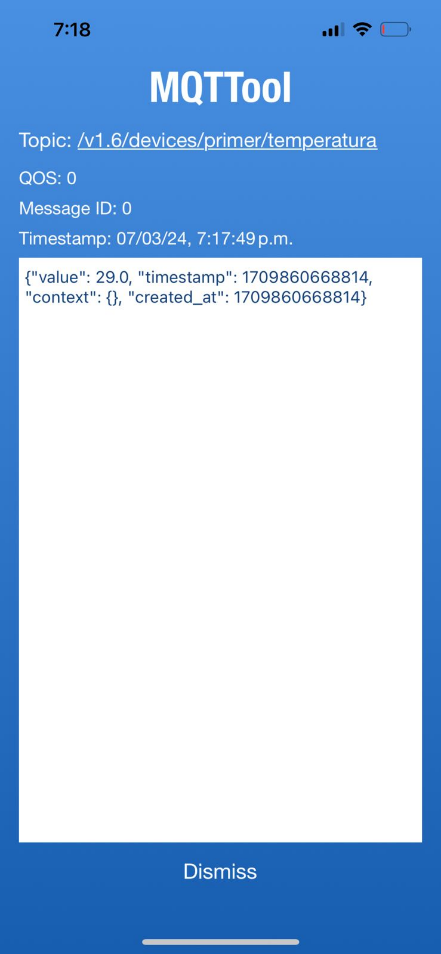 7:18
MQTTool
Topic: /v1.6/devices/primer/temperatura
QOS: 0
Message ID: 0
Timestamp: 07/03/24, 7:17:49 p.m.
{"value": 29.0, "timestamp": 1709860668814,
"context": {}, "created_at": 1709860668814}
Dismiss